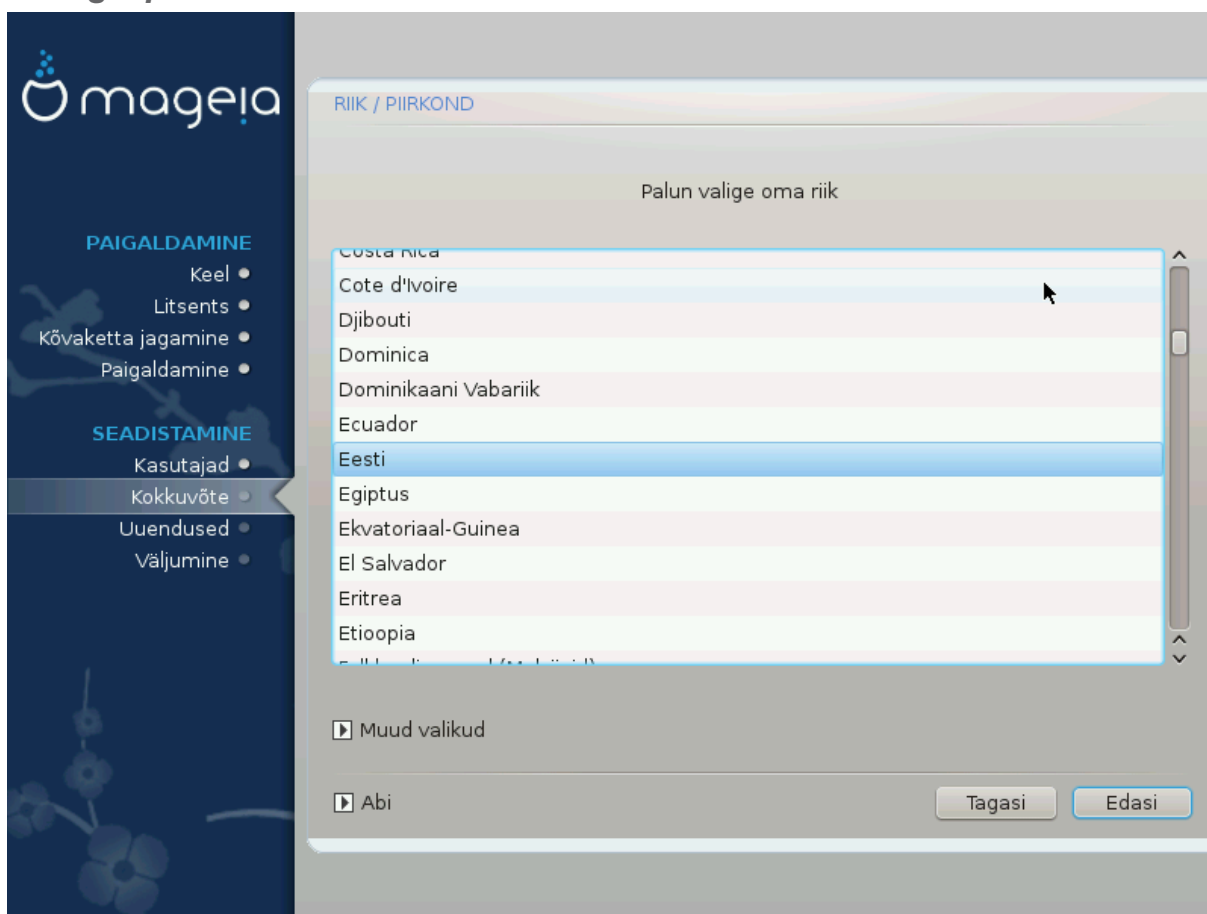 mageia
RIIK / PIIRKOND
Palun valige oma riik
PAIGALDAMINE
Keel
Litsents
Kõvaketta jagamine
Paigaldamine
SEADISTAMINE
Kasutajad
Kokkuvõte
Uuendused
Väljumine
Costa Rica
Cote d'Ivoire
Djibouti
Dominica
Dominikaani Vabariik
Ecuador
Eesti
Egiptus
Ekvatoriaal-Guinea
El Salvador
Eritrea
Etioopia
Muud valikud
Abi
Tagasi
Edasi